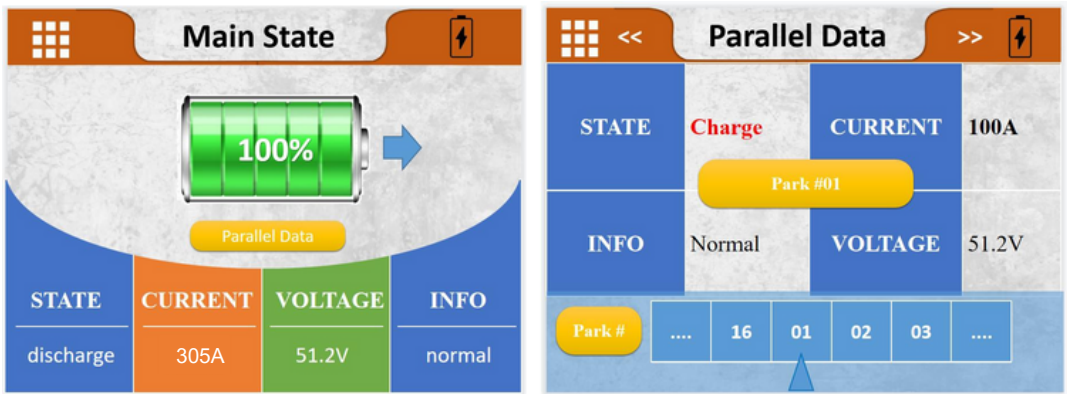 Main State
100%
Parallel Data
STATE CURRENT VOLTAGE INFO
discharge 305A 51.2V normal
<< Parallel Data >>
STATE Charge CURRENT 100A
Park #01
INFO Normal VOLTAGE 51.2V
Park # .... 16 01 02 03 ....